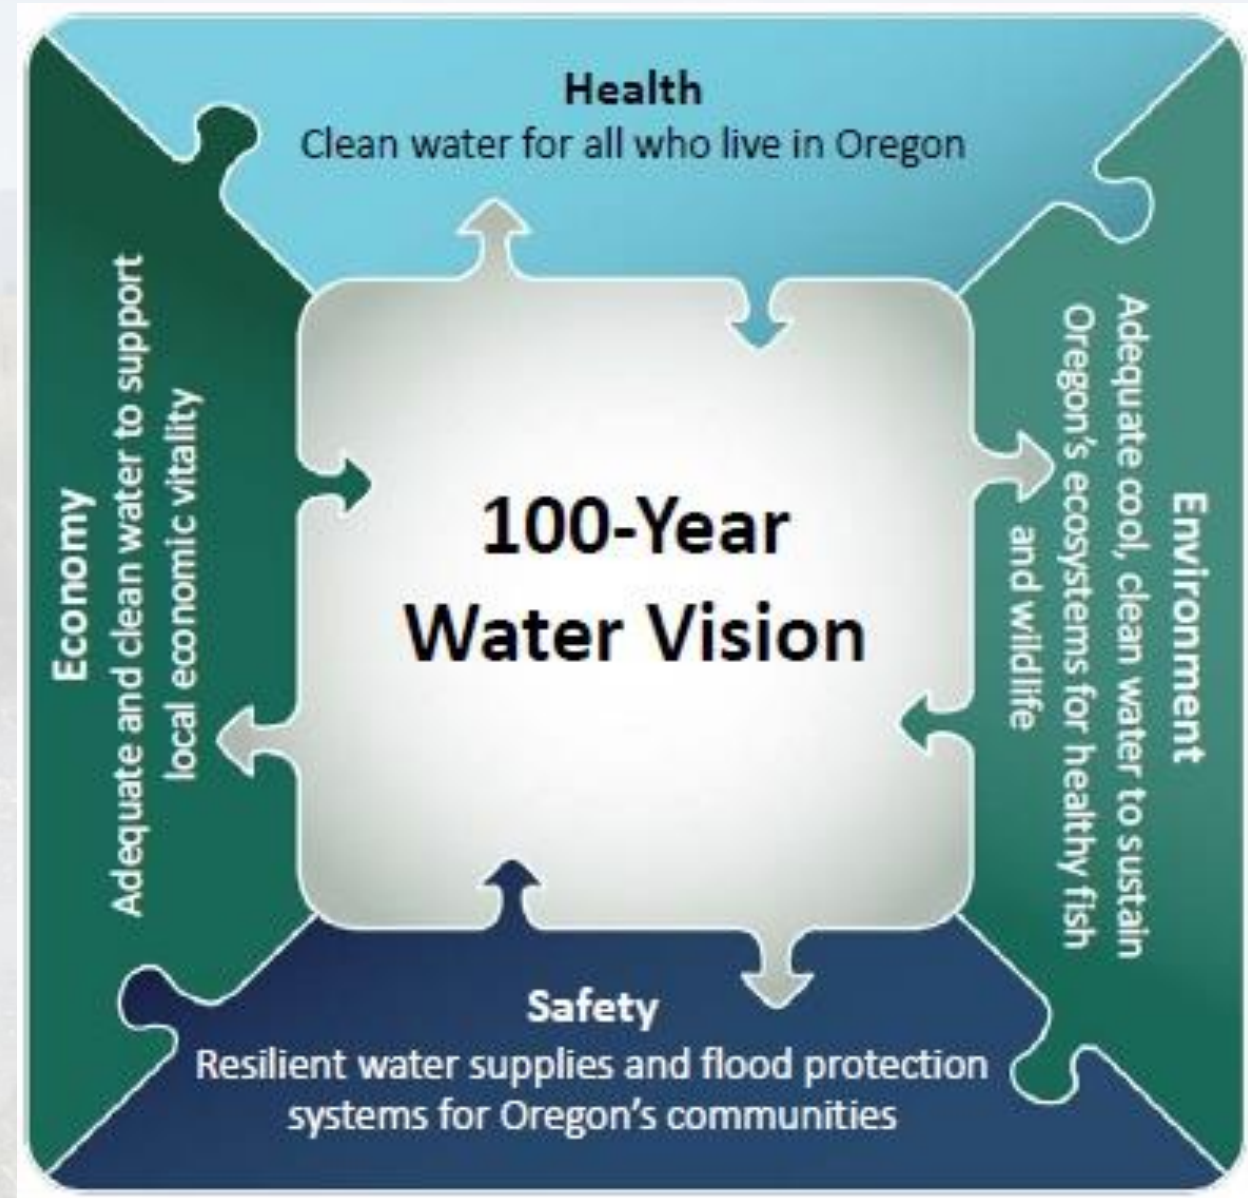 Health
Clean water for all who live in Oregon
Economy
Adequate and clean water to support
local economic vitality
100-Year
Water Vision
Environment
Adequate cool, clean water to sustain
Oregon's ecosystems for healthy fish
and wildlife
Safety
Resilient water supplies and flood protection
systems for Oregon's communities